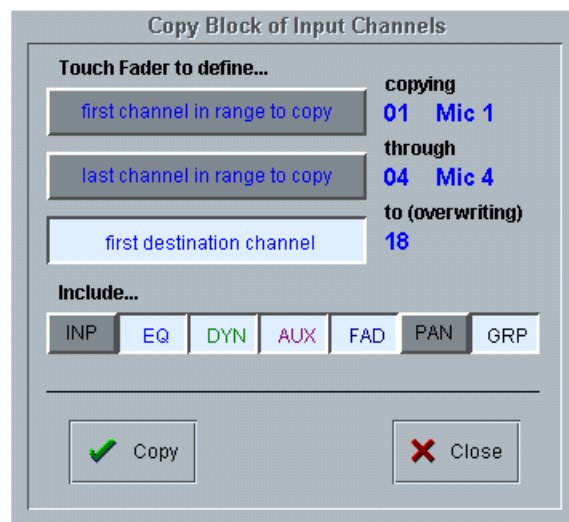 Copy Block of Input Channels
Touch Fader to define...
first channel in range to copy
copying
01 Mic 1
last channel in range to copy
through
04 Mic 4
first destination channel
to (overwriting)
18
Include...
INP EQ DYN AUX FAD PAN GRP
Copy Close